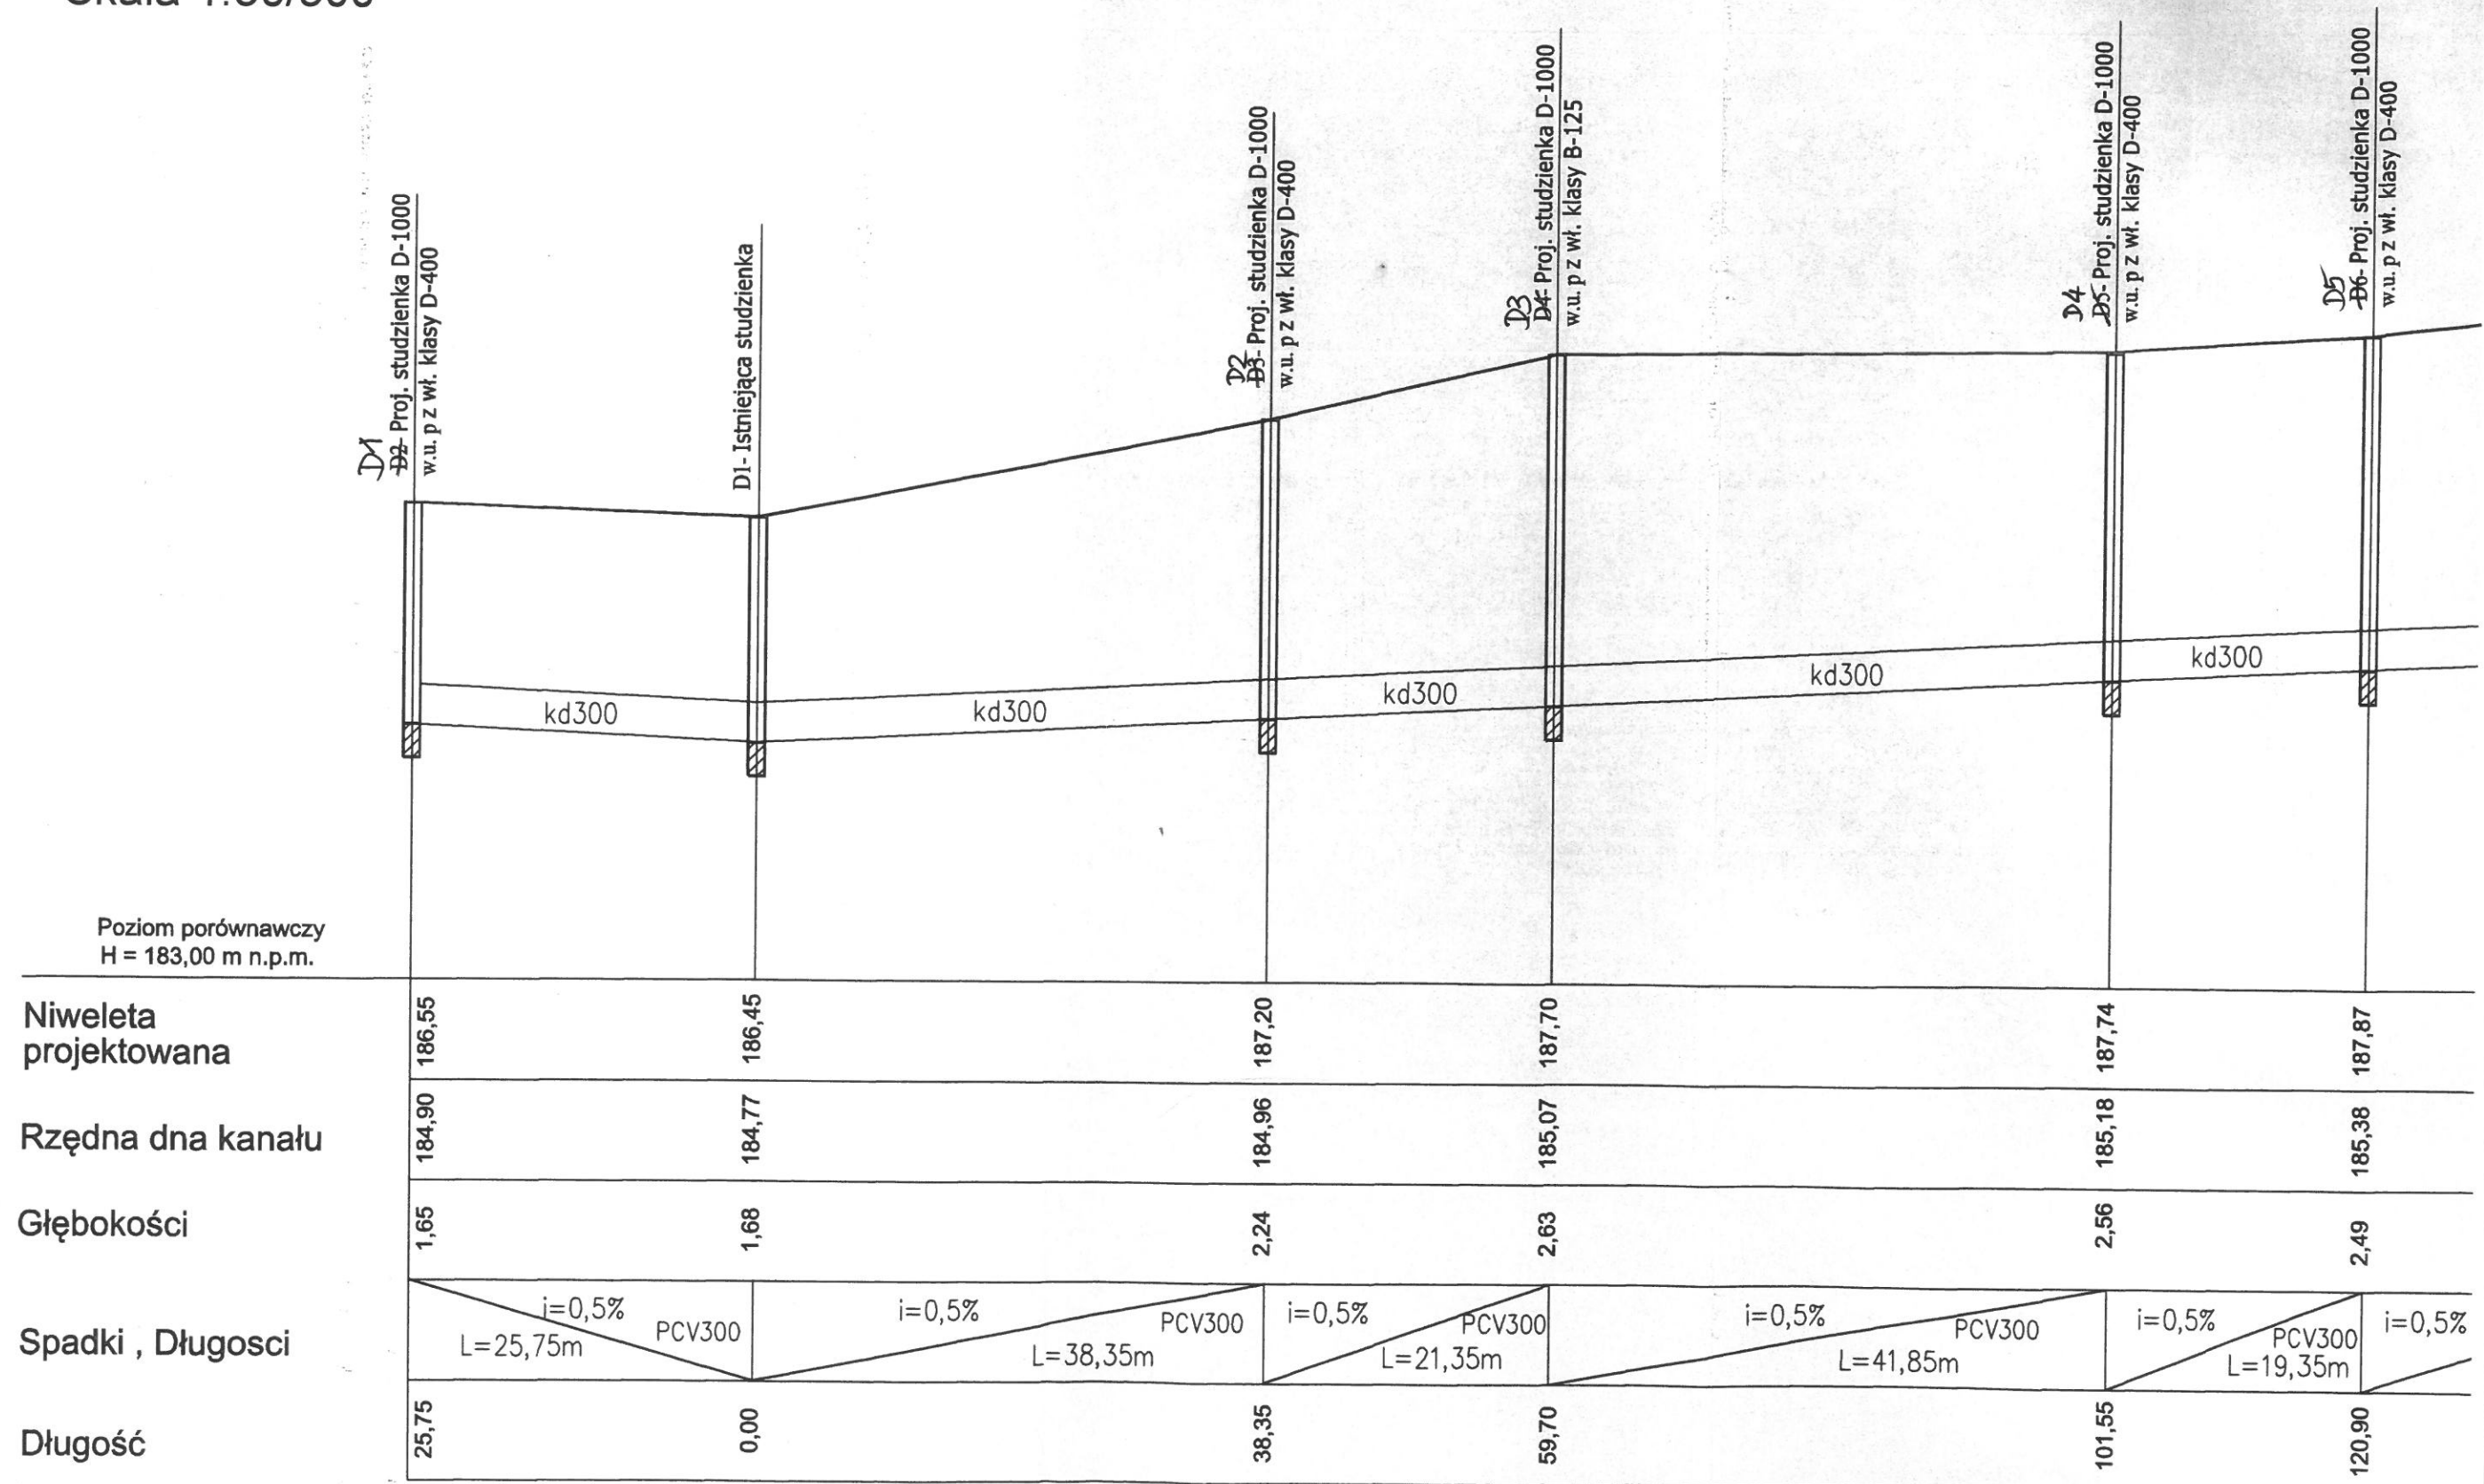 D1
D2- Proj. studzienka D-1000
w.u. p z wł. klasy D-400
D1- Istniejąca studzienka
D2
D3- Proj. studzienka D-1000
w.u. p z wł. klasy D-400
D3
D4- Proj. studzienka D-1000
w.u. p z wł. klasy B-125
D4
D5- Proj. studzienka D-1000
w.u. p z wł. klasy D-400
D5
D6- Proj. studzienka D-1000
w.u. p z wł. klasy D-400
kd300
kd300
kd300
kd300
kd300
Poziom porównawczy
H = 183,00 m n.p.m.
Niweleta
projektowana
186,55
186,45
187,20
187,70
187,74
187,87
Rzędna dna kanału
184,90
184,77
184,96
185,07
185,18
185,38
Głębokości
1,65
1,68
2,24
2,63
2,56
2,49
Spadki , Długosci
i=0,5%
PCV300
L=25,75m
i=0,5%
PCV300
L=38,35m
i=0,5%
PCV300
L=21,35m
i=0,5%
PCV300
L=41,85m
i=0,5%
PCV300
L=19,35m
i=0,5%
Długość
25,75
0,00
38,35
59,70
101,55
120,90